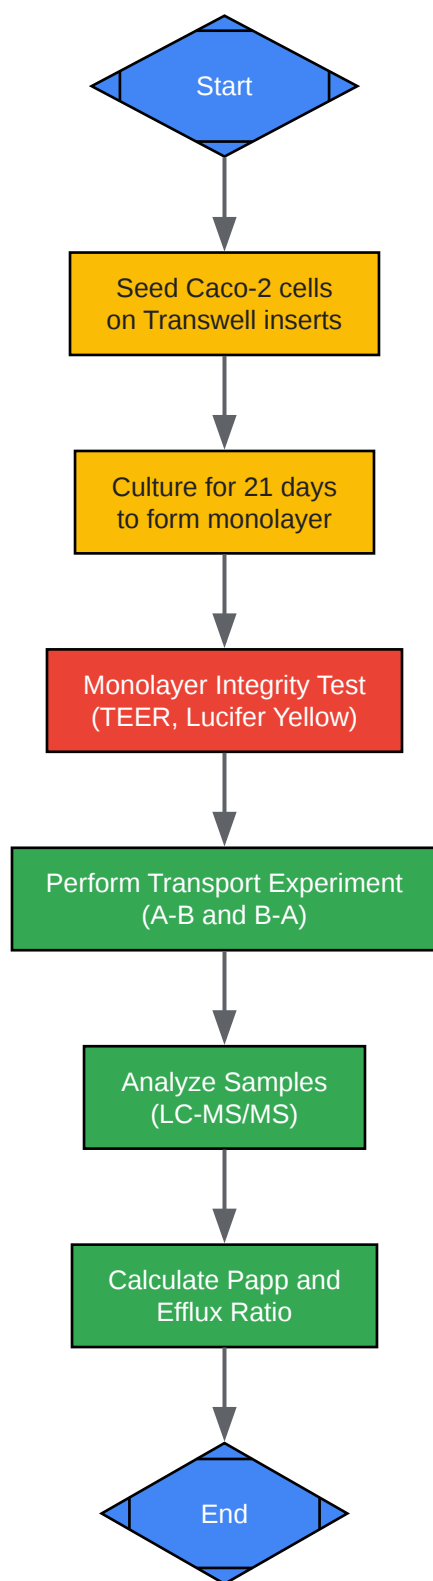 Start
Seed Caco-2 cells
on Transwell inserts
Culture for 21 days
to form monolayer
Monolayer Integrity Test
(TEER, Lucifer Yellow)
Perform Transport Experiment
(A-B and B-A)
Analyze Samples
(LC-MS/MS)
Calculate Papp and
Efflux Ratio
End